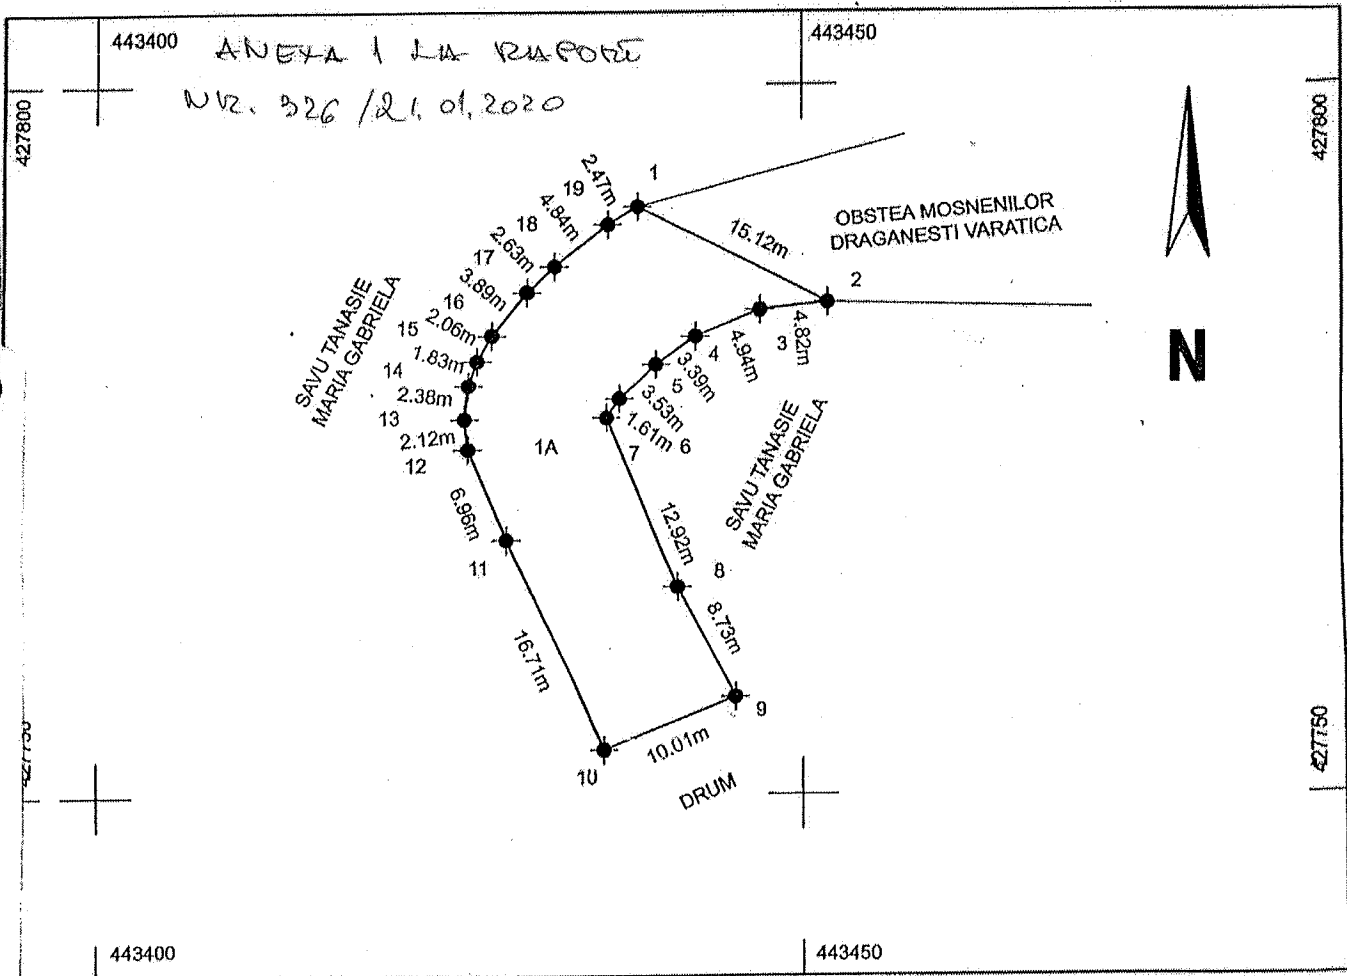 443400
ANEXA 1 LA RAPORT
NR. 326 /21.01.2020
443450
427800
427800
1
2.47m
19
4.84m
18
2.63m
17
3.89m
16
2.06m
15
1.83m
14
2.38m
13
2.12m
12
6.96m
11
16.71m
10
10.01m
9
8.73m
8
12.92m
7
1.61m
6
3.53m
5
3.39m
4
4.94m
3
4.82m
2
15.12m
1A
OBSTEA MOSNENILOR
DRAGANESTI VARATICA
SAVU TANASIE
MARIA GABRIELA
SAVU TANASIE
MARIA GABRIELA
N
DRUM
427750
427750
443400
443450